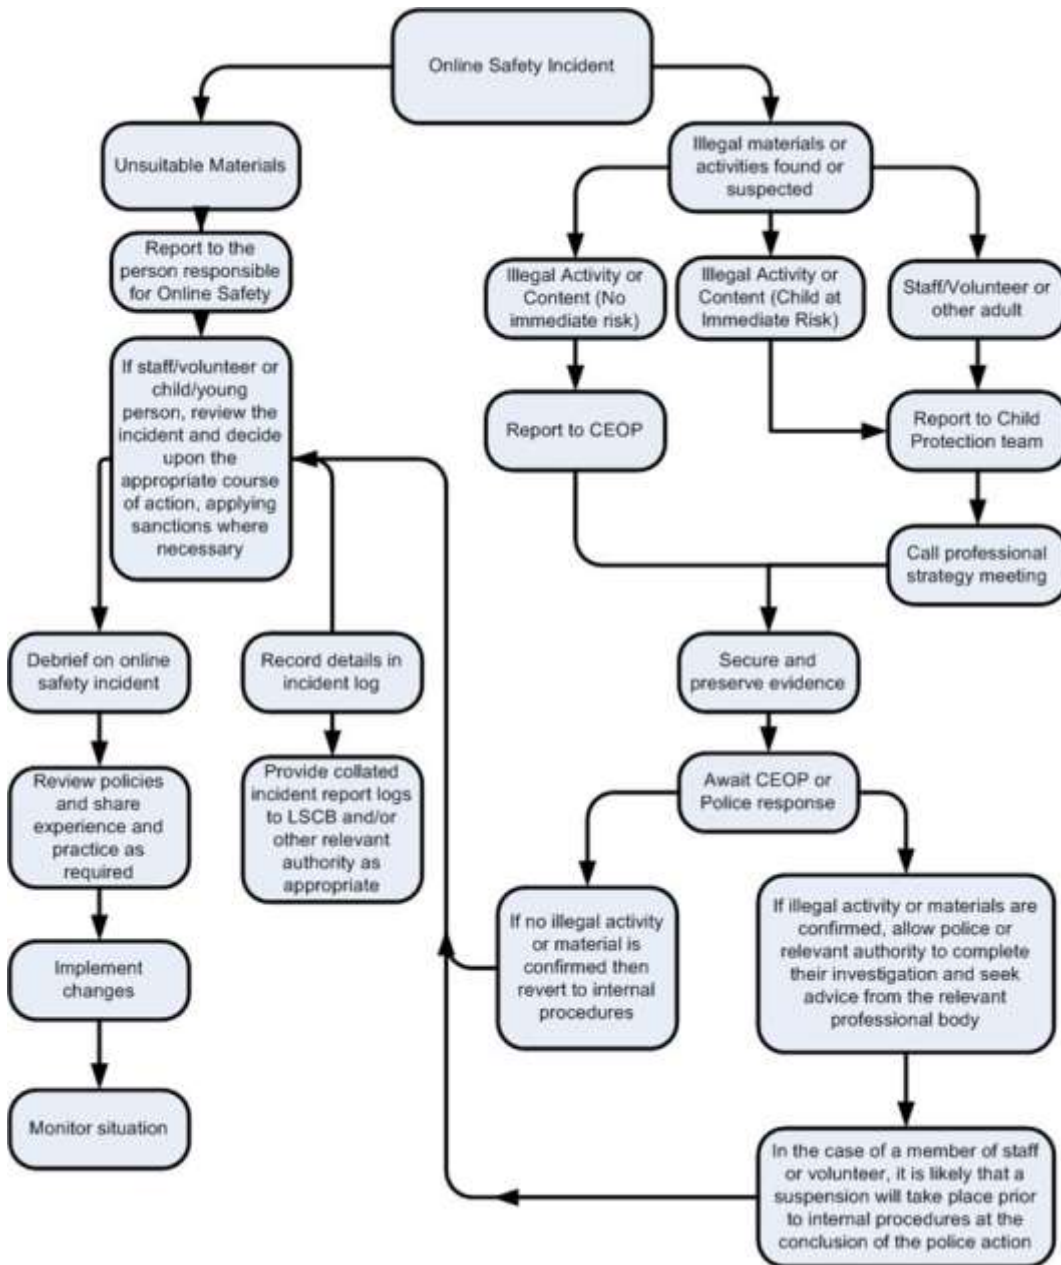 Online Safety Incident
Unsuitable Materials
Illegal materials or
activities found or
suspected
Report to the
person responsible
for Online Safety
Illegal Activity or
Content (No
immediate risk)
Illegal Activity or
Content (Child at
Immediate Risk)
Staff/Volunteer or
other adult
If staff/volunteer or
child/young
person, review the
incident and decide
upon the
appropriate course
of action, applying
sanctions where
necessary
Report to CEOP
Report to Child
Protection team
Call professional
strategy meeting
Debrief on online
safety incident
Record details in
incident log
Secure and
preserve evidence
Review policies
and share
experience and
practice as
required
Provide collated
incident report logs
to LSCB and/or
other relevant
authority as
appropriate
Await CEOP or
Police response
If no illegal activity
or material is
confirmed then
revert to internal
procedures
If illegal activity or materials are
confirmed, allow police or
relevant authority to complete
their investigation and seek
advice from the relevant
professional body
Implement
changes
Monitor situation
In the case of a member of staff
or volunteer, it is likely that a
suspension will take place prior
to internal procedures at the
conclusion of the police action